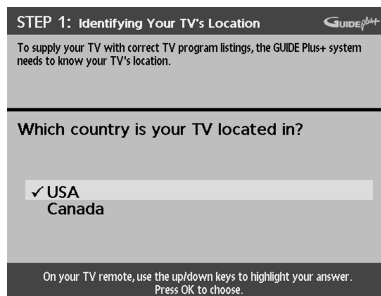 STEP 1: Identifying Your TV's Location
GUIDE Plus+
To supply your TV with correct TV program listings, the GUIDE Plus+ system
needs to know your TV's location.
Which country is your TV located in?
✓ USA
Canada
On your TV remote, use the up/down keys to highlight your answer.
Press OK to choose.